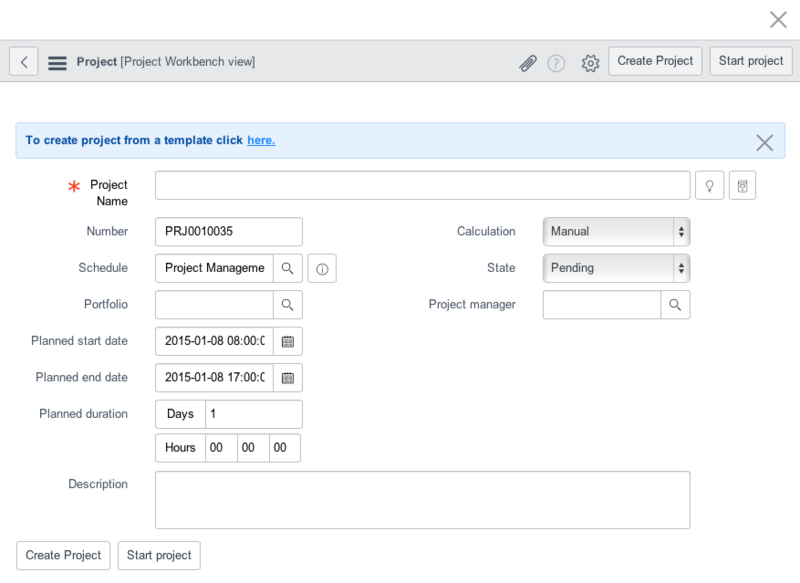 Project [Project Workbench view]
Create Project
Start project
To create project from a template click here.
Project
Name
Number
PRJ0010035
Calculation
Manual
Schedule
Project Manageme
State
Pending
Portfolio
Project manager
Planned start date
2015-01-08 08:00:0
Planned end date
2015-01-08 17:00:0
Planned duration
Days 1
Hours 00 00 00
Description
Create Project
Start project